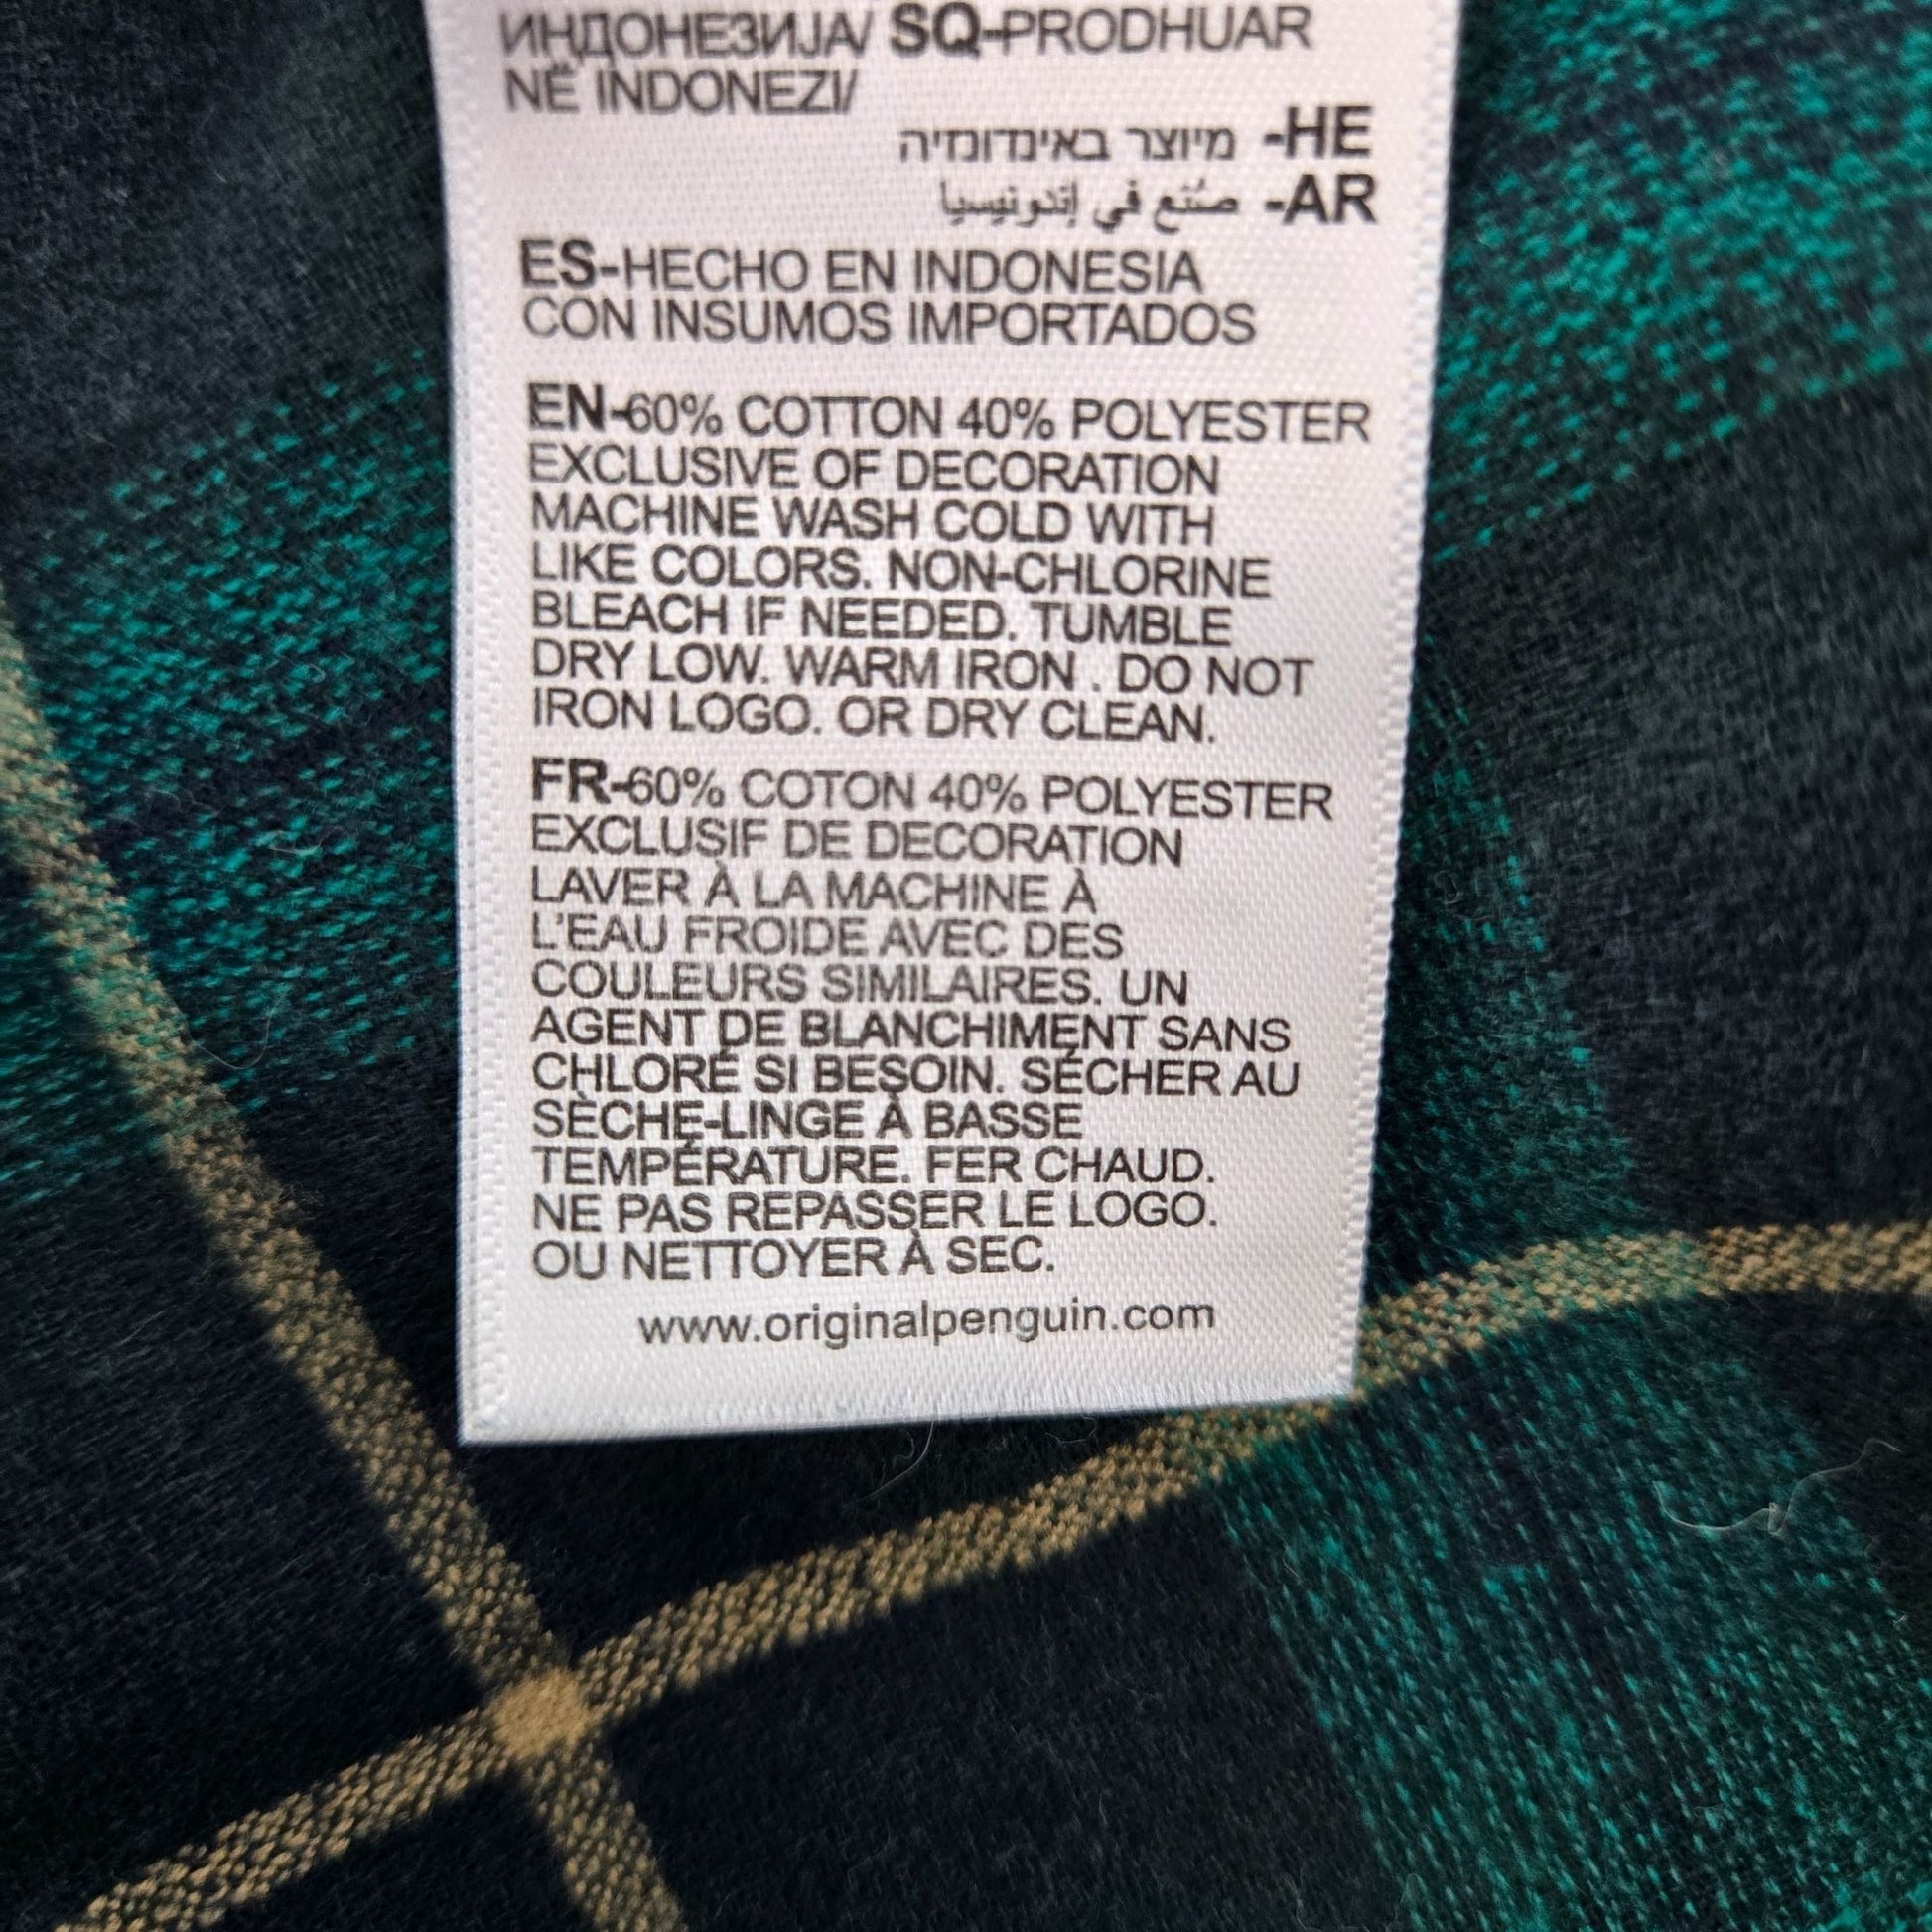 ИНДОНЕЗИЈА/ SQ-PRODHUAR
NË INDONEZI/
HE- מיוצר באינדונזיה
AR- صُنع في إندونيسيا
ES-HECHO EN INDONESIA
CON INSUMOS IMPORTADOS
EN-60% COTTON 40% POLYESTER
EXCLUSIVE OF DECORATION
MACHINE WASH COLD WITH
LIKE COLORS. NON-CHLORINE
BLEACH IF NEEDED. TUMBLE
DRY LOW. WARM IRON . DO NOT
IRON LOGO. OR DRY CLEAN.
FR-60% COTON 40% POLYESTER
EXCLUSIF DE DECORATION
LAVER À LA MACHINE À
L'EAU FROIDE AVEC DES
COULEURS SIMILAIRES. UN
AGENT DE BLANCHIMENT SANS
CHLORE SI BESOIN. SÉCHER AU
SÈCHE-LINGE À BASSE
TEMPÉRATURE. FER CHAUD.
NE PAS REPASSER LE LOGO.
OU NETTOYER À SEC.
www.originalpenguin.com